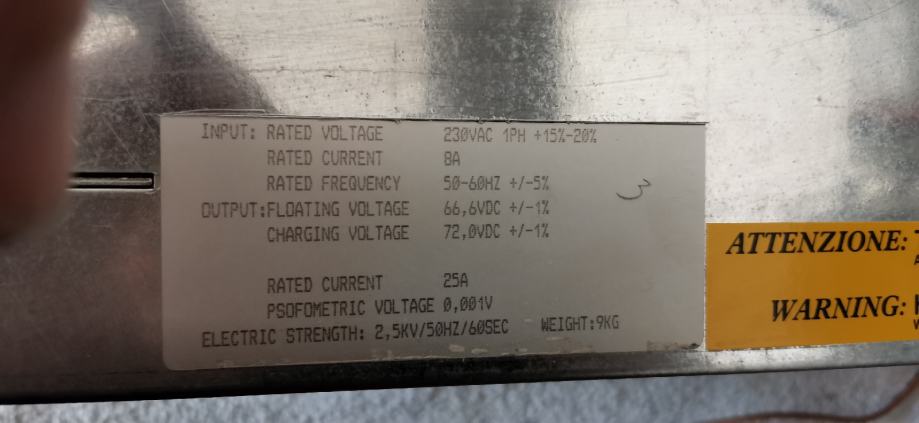 INPUT: RATED VOLTAGE 230VAC 1PH +15%-20%
RATED CURRENT 8A
RATED FREQUENCY 50-60HZ +/-5%
OUTPUT:FLOATING VOLTAGE 66,6VDC +/-1%
CHARGING VOLTAGE 72,0VDC +/-1%
RATED CURRENT 25A
PSOFOMETRIC VOLTAGE 0,001V
ELECTRIC STRENGTH: 2,5KV/50HZ/60SEC WEIGHT:9KG
3
ATTENZIONE:
WARNING: